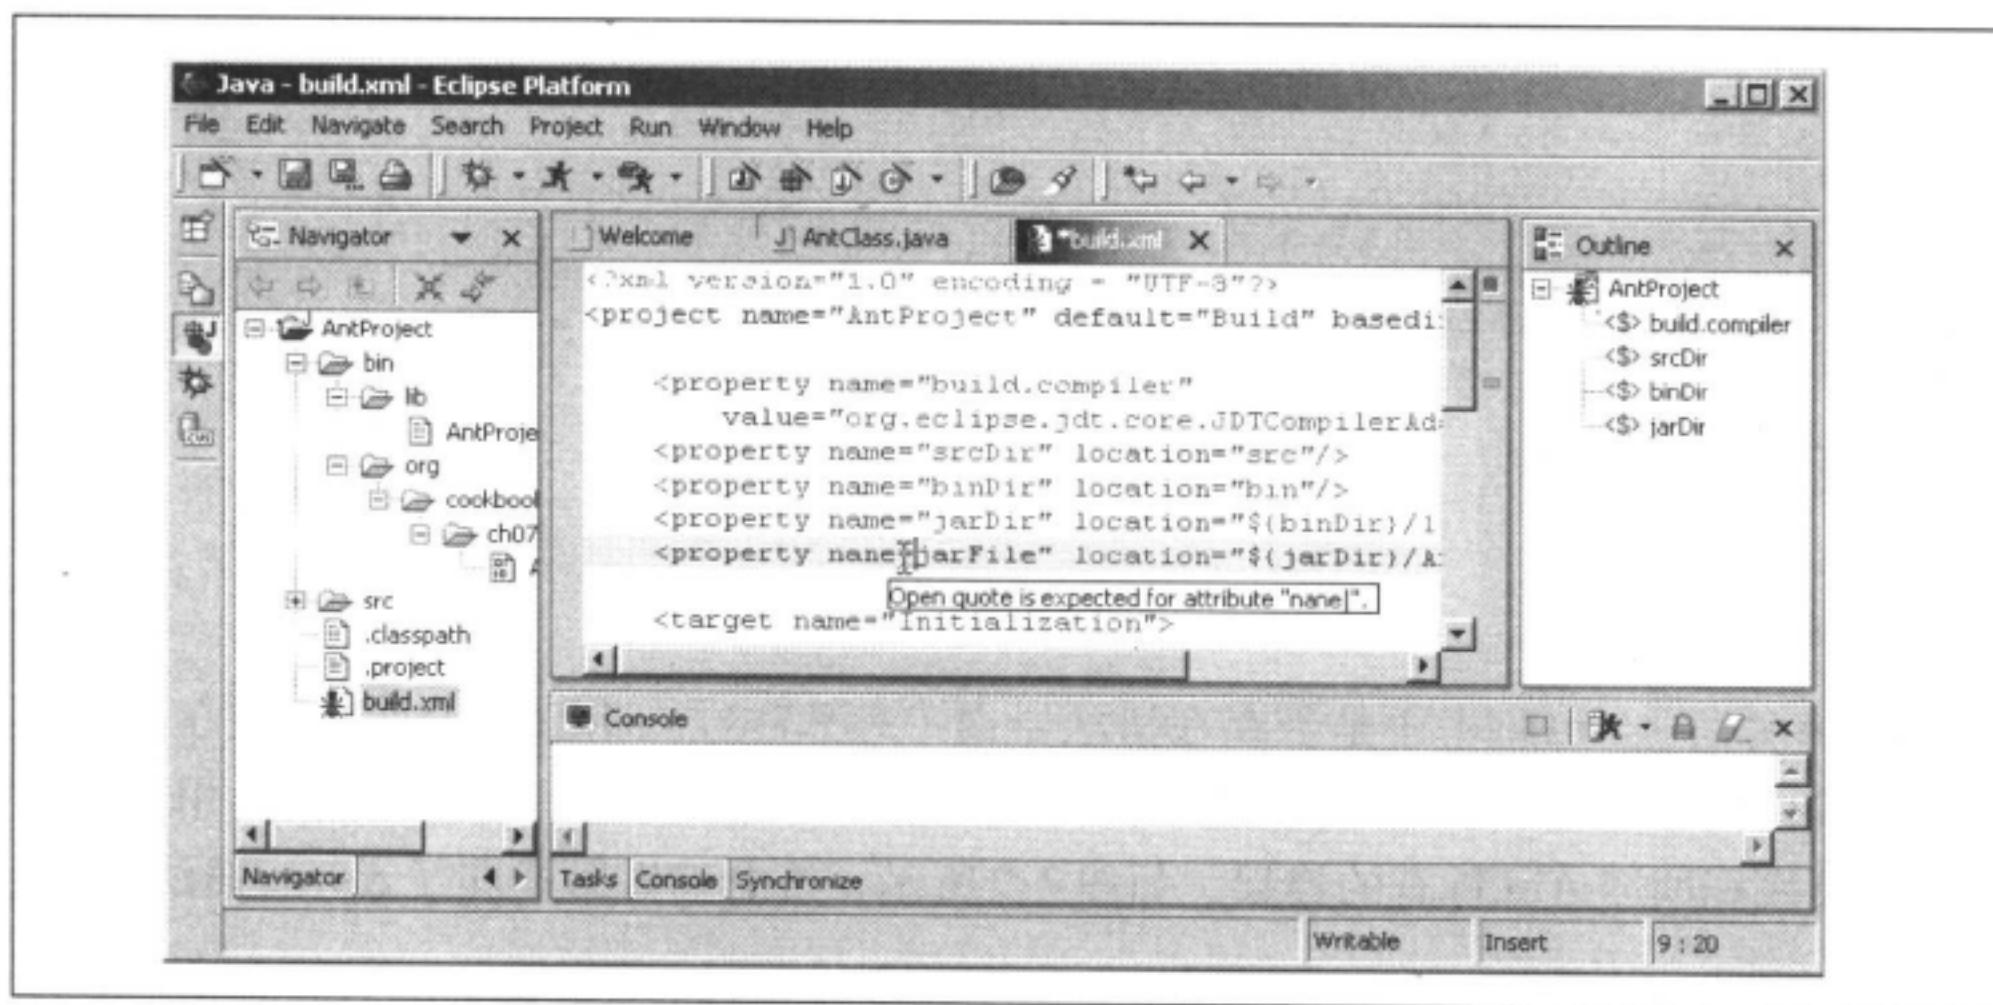 Java - build.xml - Eclipse Platform
File Edit Navigate Search Project Run Window Help
Navigator
AntProject
bin
lib
AntProje
org
cookbool
ch07
A
src
.classpath
.project
build.xml
Navigator
Welcome
AntClass.java
*build.xml
<?xml version="1.0" encoding = "UTF-8"?>
<project name="AntProject" default="Build" basedi
<property name="build.compiler"
value="org.eclipse.jdt.core.JDTCompilerAd
<property name="srcDir" location="src"/>
<property name="binDir" location="bin"/>
<property name="jarDir" location="${binDir}/l
<property name jarFile" location="${jarDir}/A
Open quote is expected for attribute "name|".
<target name="Initialization">
Outline
AntProject
<$> build.compiler
<$> srcDir
<$> binDir
<$> jarDir
Console
Tasks Console Synchronize
Writable
Insert
9 : 20